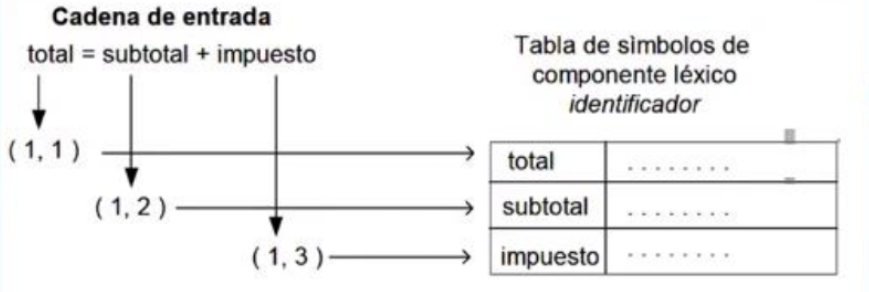 Cadena de entrada
total = subtotal + impuesto
Tabla de sìmbolos de
componente léxico
identificador
( 1, 1 )
total ........
( 1, 2 )
subtotal ........
( 1, 3 )
impuesto ........